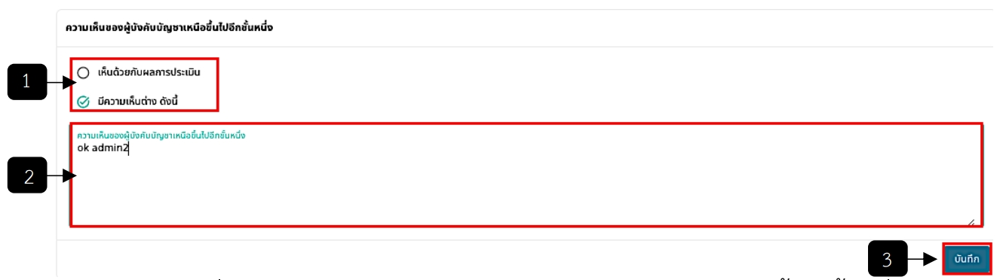 ความเห็นของผู้บังคับบัญชาเหนือขึ้นไปอีกชั้นหนึ่ง
1
เห็นด้วยกับผลการประเมิน
มีความเห็นต่าง ดังนี้
ความเห็นของผู้บังคับบัญชาเหนือขึ้นไปอีกชั้นหนึ่ง
ok admin2
2
3
บันทึก